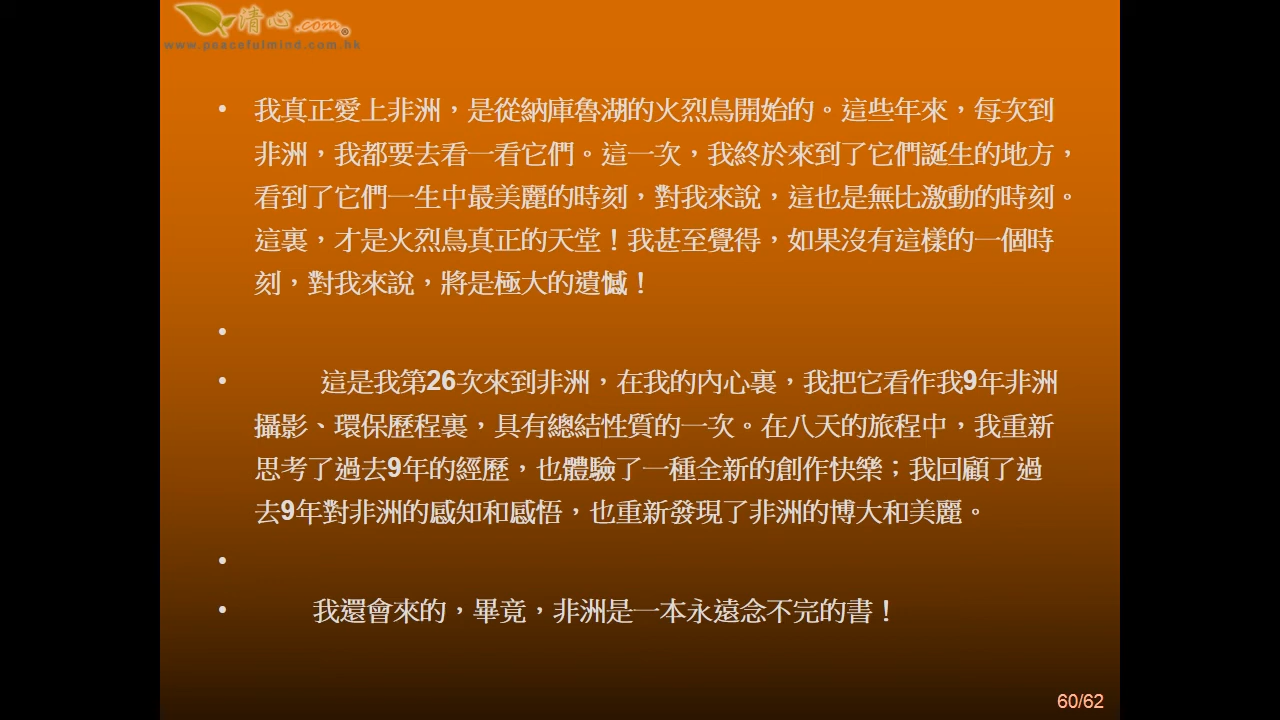 清心.com
www.peacefulmind.com.hk
• 我真正愛上非洲，是從納庫魯湖的火烈鳥開始的。這些年來，每次到
非洲，我都要去看一看它們。這一次，我終於來到了它們誕生的地方，
看到了它們一生中最美麗的時刻，對我來說，這也是無比激動的時刻。
這裏，才是火烈鳥真正的天堂！我甚至覺得，如果沒有這樣的一個時
刻，對我來說，將是極大的遺憾！
•
• 這是我第26次來到非洲，在我的內心裏，我把它看作我9年非洲
攝影、環保歷程裏，具有總結性質的一次。在八天的旅程中，我重新
思考了過去9年的經歷，也體驗了一種全新的創作快樂；我回顧了過
去9年對非洲的感知和感悟，也重新發現了非洲的博大和美麗。
•
• 我還會來的，畢竟，非洲是一本永遠念不完的書！
60/62